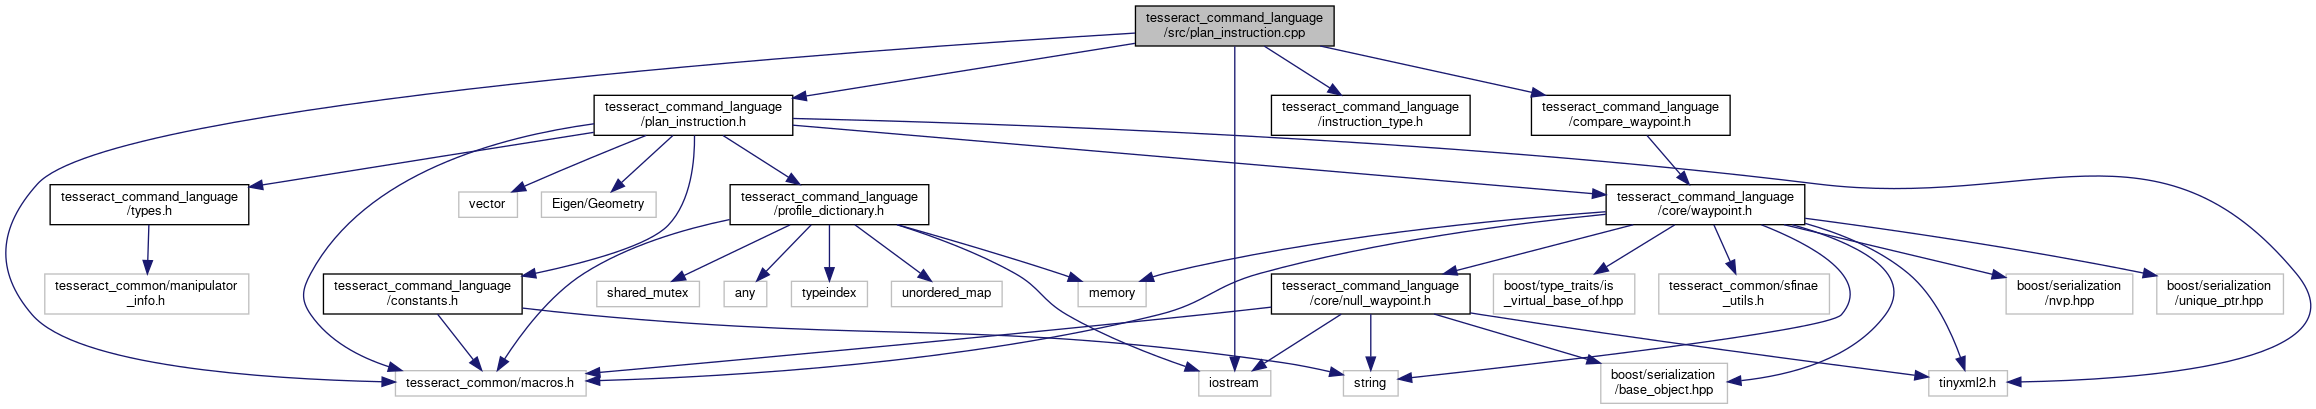 tesseract_command_language
/src/plan_instruction.cpp
tesseract_command_language
/plan_instruction.h
tesseract_command_language
/instruction_type.h
tesseract_command_language
/compare_waypoint.h
tesseract_command_language
/types.h
vector
Eigen/Geometry
tesseract_command_language
/profile_dictionary.h
tesseract_command_language
/core/waypoint.h
tesseract_common/manipulator
_info.h
tesseract_command_language
/constants.h
shared_mutex
any
typeindex
unordered_map
memory
tesseract_command_language
/core/null_waypoint.h
boost/type_traits/is
_virtual_base_of.hpp
tesseract_common/sfinae
_utils.h
boost/serialization
/nvp.hpp
boost/serialization
/unique_ptr.hpp
tesseract_common/macros.h
iostream
string
boost/serialization
/base_object.hpp
tinyxml2.h